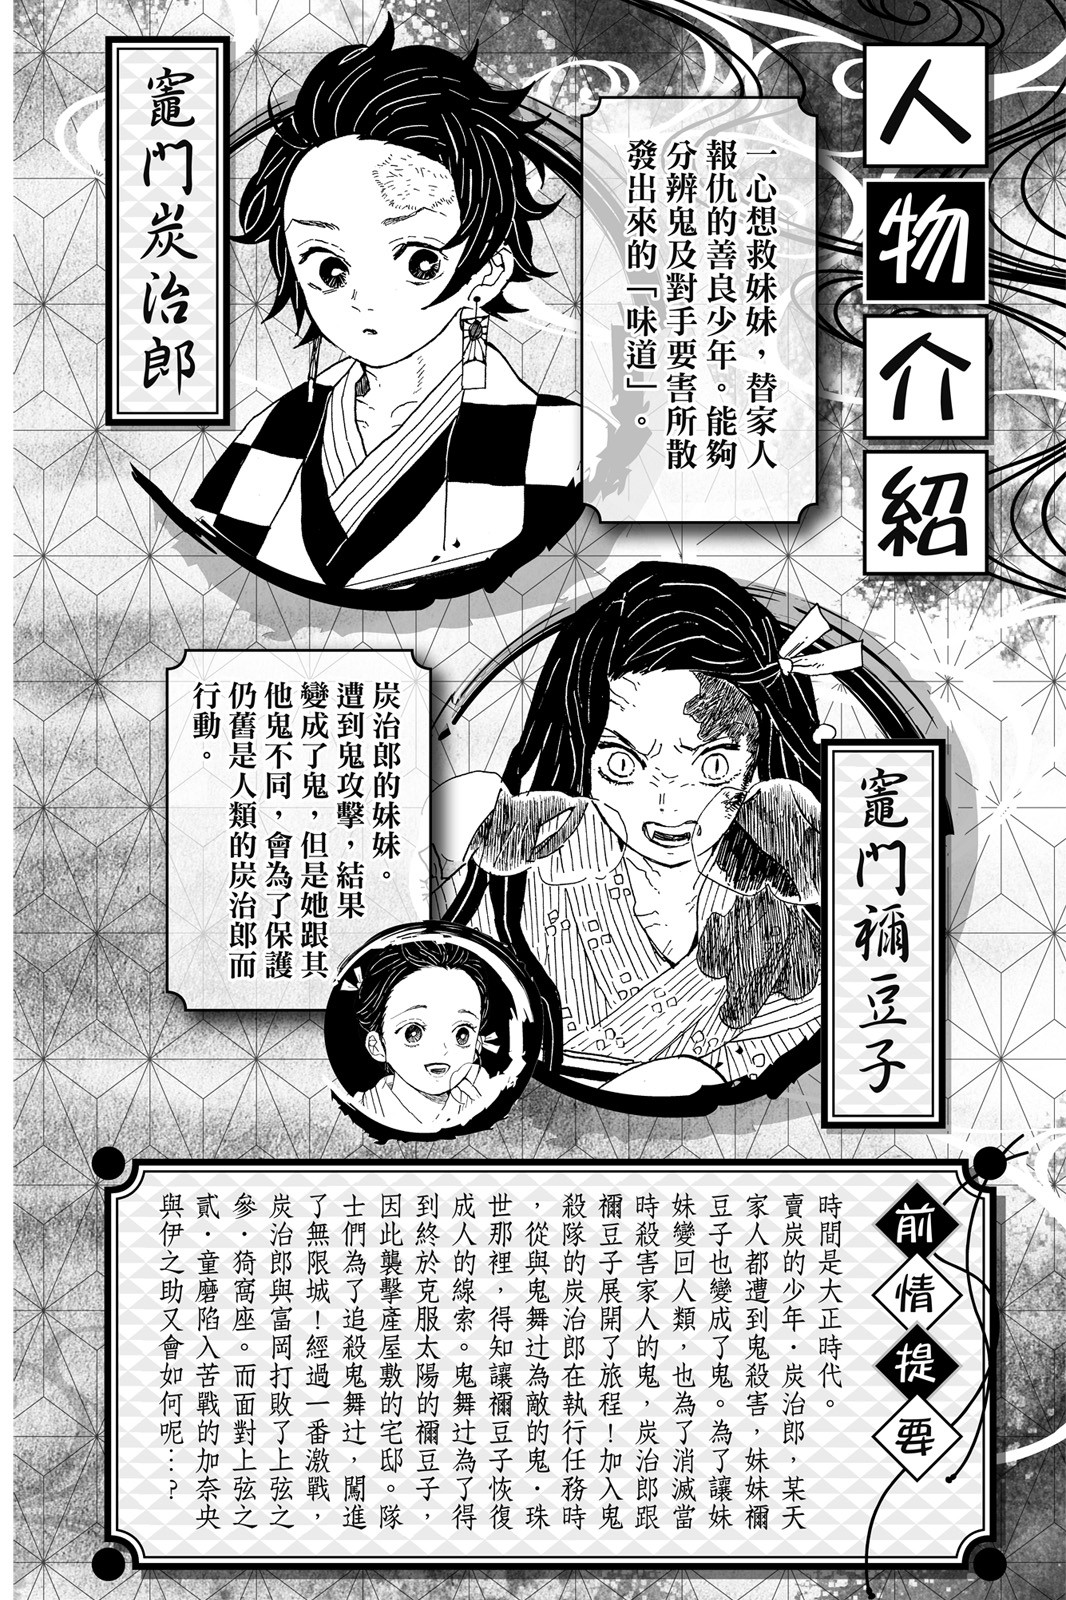 人物介紹
一心想救妹妹，替家人
報仇的善良少年。能夠
分辨鬼及對手要害所散
發出來的「味道」。
竈門炭治郎
竈門禰豆子
炭治郎的妹妹。
遭到鬼攻擊，結果
變成了鬼，但是她跟其
他鬼不同，會為了保護
仍舊是人類的炭治郎而
行動。
前情提要
時間是大正時代。
賣炭的少年・炭治郎，某天
家人都遭到鬼殺害，妹妹禰
豆子也變成了鬼。為了讓妹
妹變回人類，也為了消滅當
時殺害家人的鬼，炭治郎跟
禰豆子展開了旅程！加入鬼
殺隊的炭治郎在執行任務時
，從與鬼舞辻為敵的鬼・珠
世那裡，得知讓禰豆子恢復
成人的線索。鬼舞辻為了得
到終於克服太陽的禰豆子，
因此襲擊產屋敷的宅邸。隊
士們為了追殺鬼舞辻，闖進
了無限城！經過一番激戰，
炭治郎與富岡打敗了上弦之
參・猗窩座。而面對上弦之
貳・童磨陷入苦戰的加奈央
與伊之助又會如何呢…？